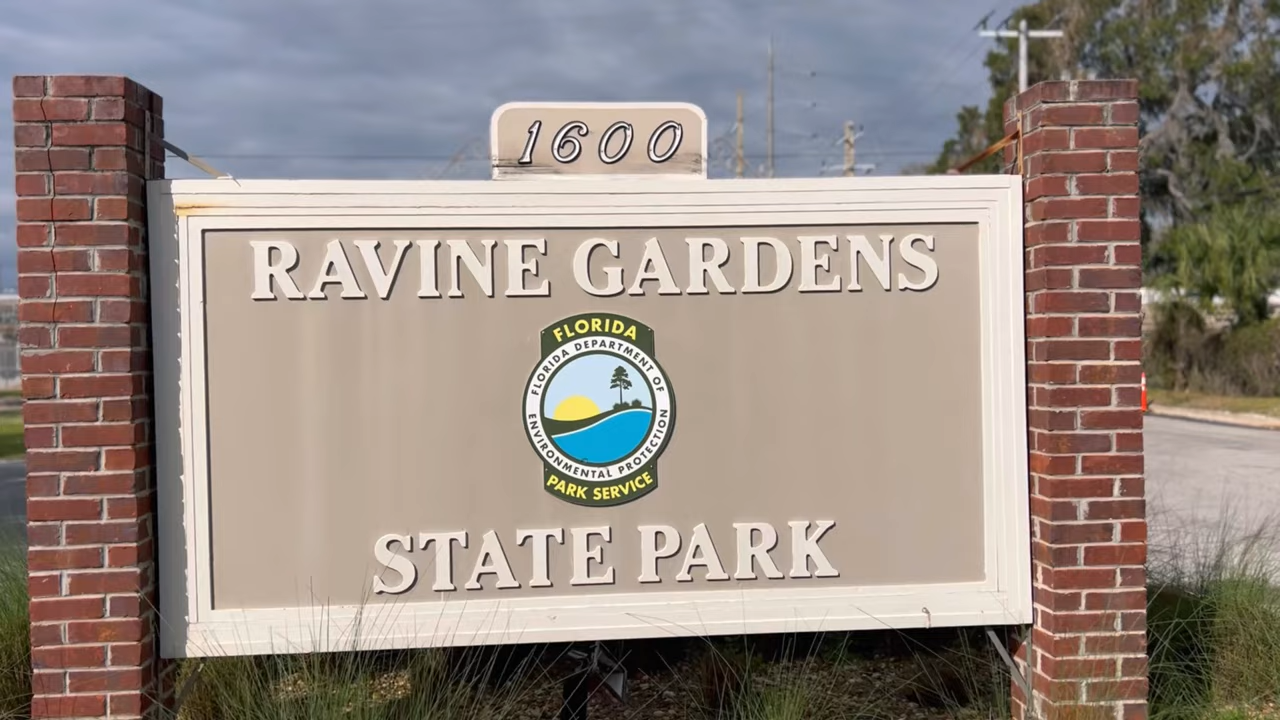 1600
RAVINE GARDENS
FLORIDA
FLORIDA DEPARTMENT OF
ENVIRONMENTAL PROTECTION
PARK SERVICE
STATE PARK